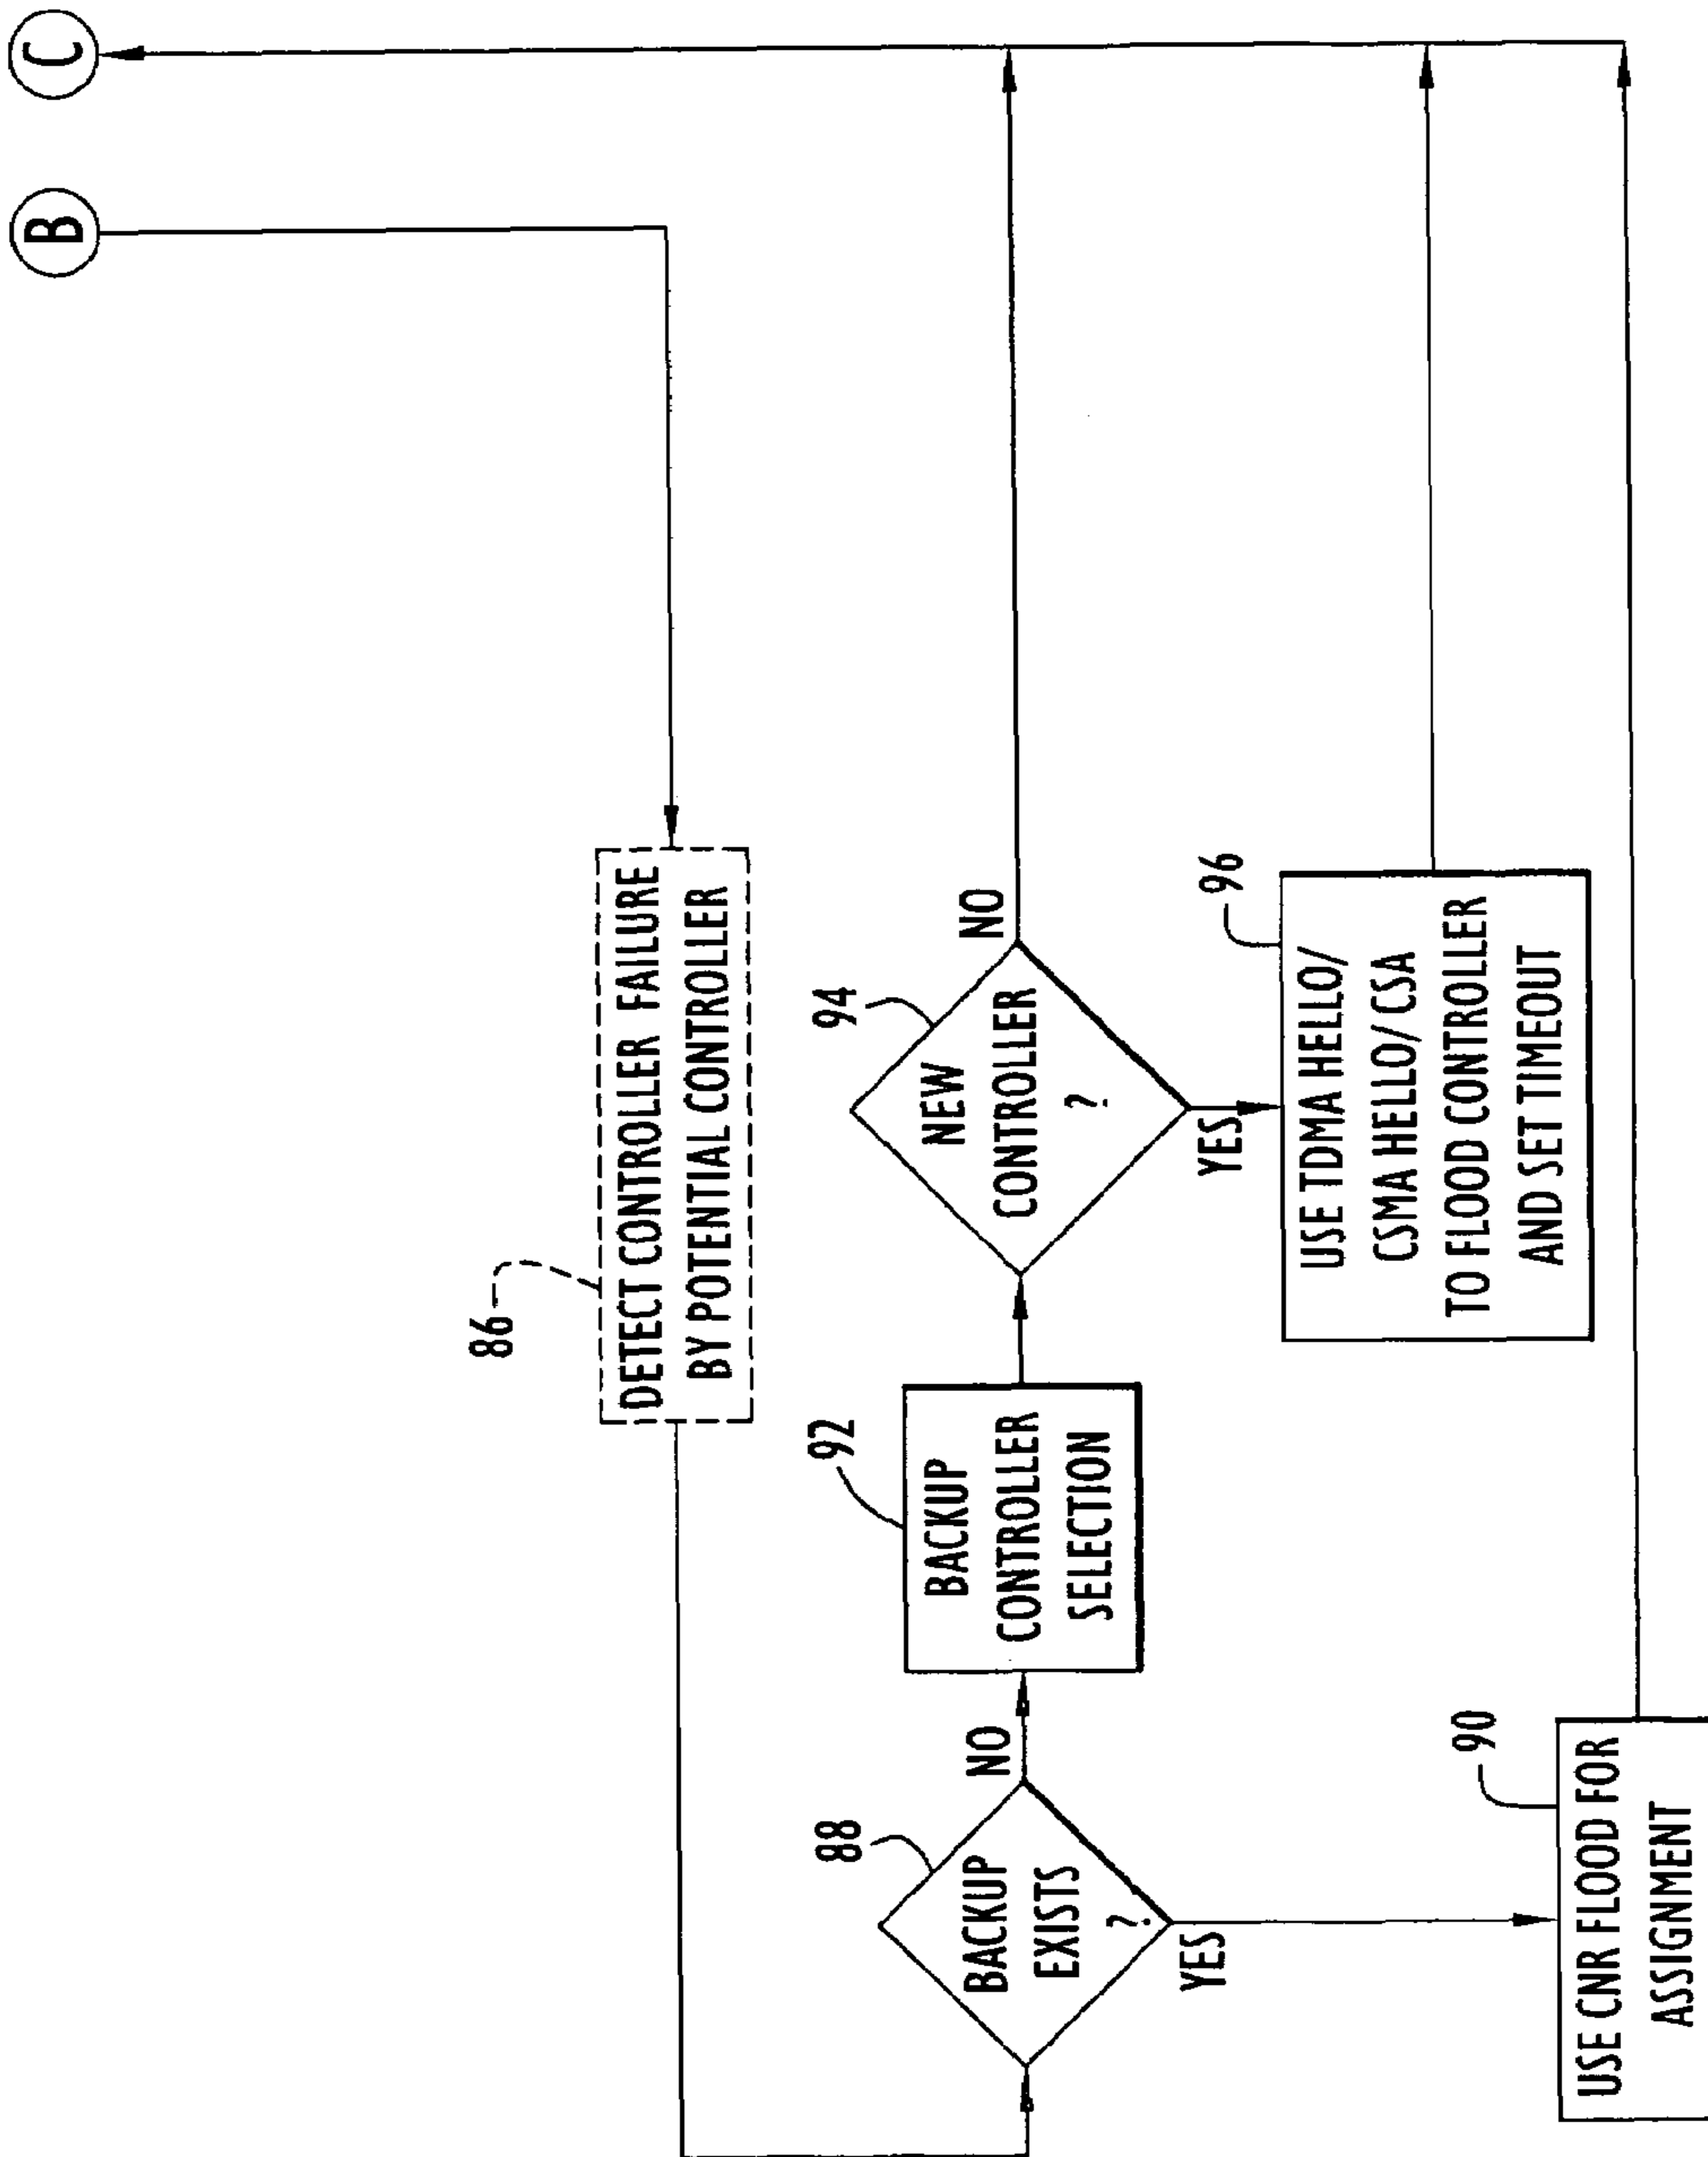 B
C
86
DETECT CONTROLLER FAILURE
BY POTENTIAL CONTROLLER
88
BACKUP
EXISTS
?
NO
YES
92
BACKUP
CONTROLLER
SELECTION
94
NEW
CONTROLLER
?
NO
YES
96
USE TDMA HELLO/
CSMA HELLO/CSA
TO FLOOD CONTROLLER
AND SET TIMEOUT
90
USE CNR FLOOD FOR
ASSIGNMENT